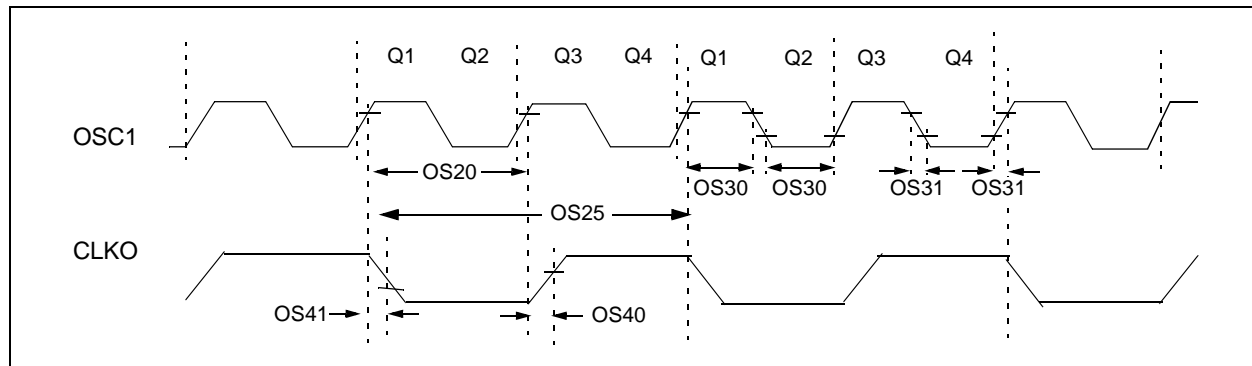 Q1 Q2 Q3 Q4 Q1 Q2 Q3 Q4
OSC1
OS20
OS30 OS30 OS31 OS31
OS25
CLKO
OS41 OS40